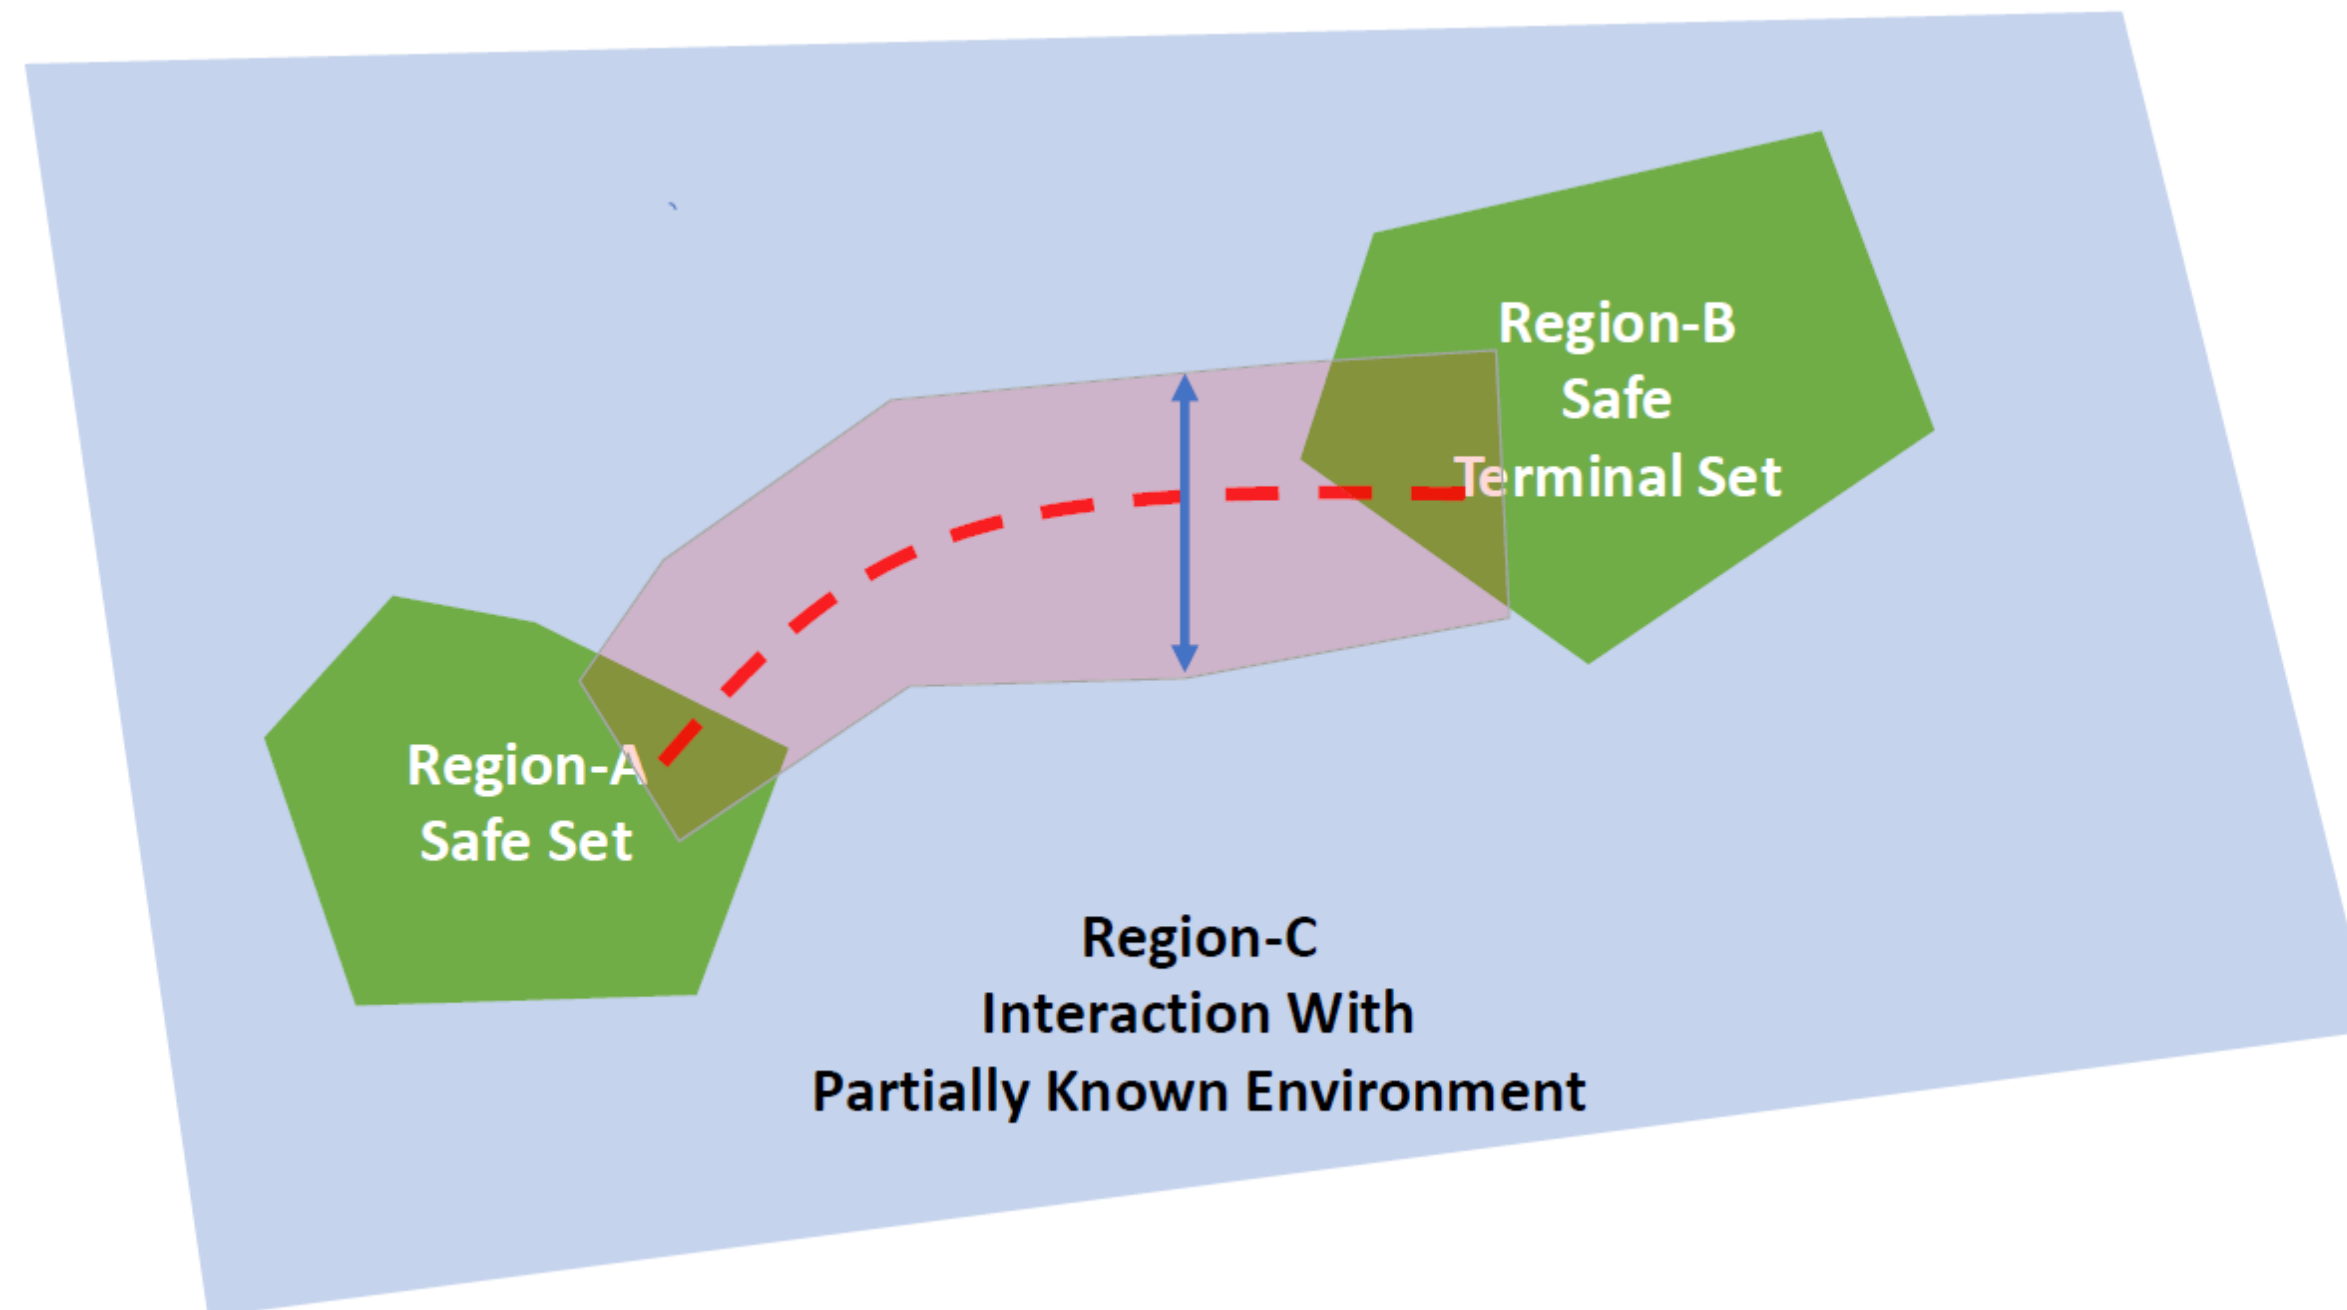 Region-B
Safe
Terminal Set
Region-A
Safe Set
Region-C
Interaction With
Partially Known Environment